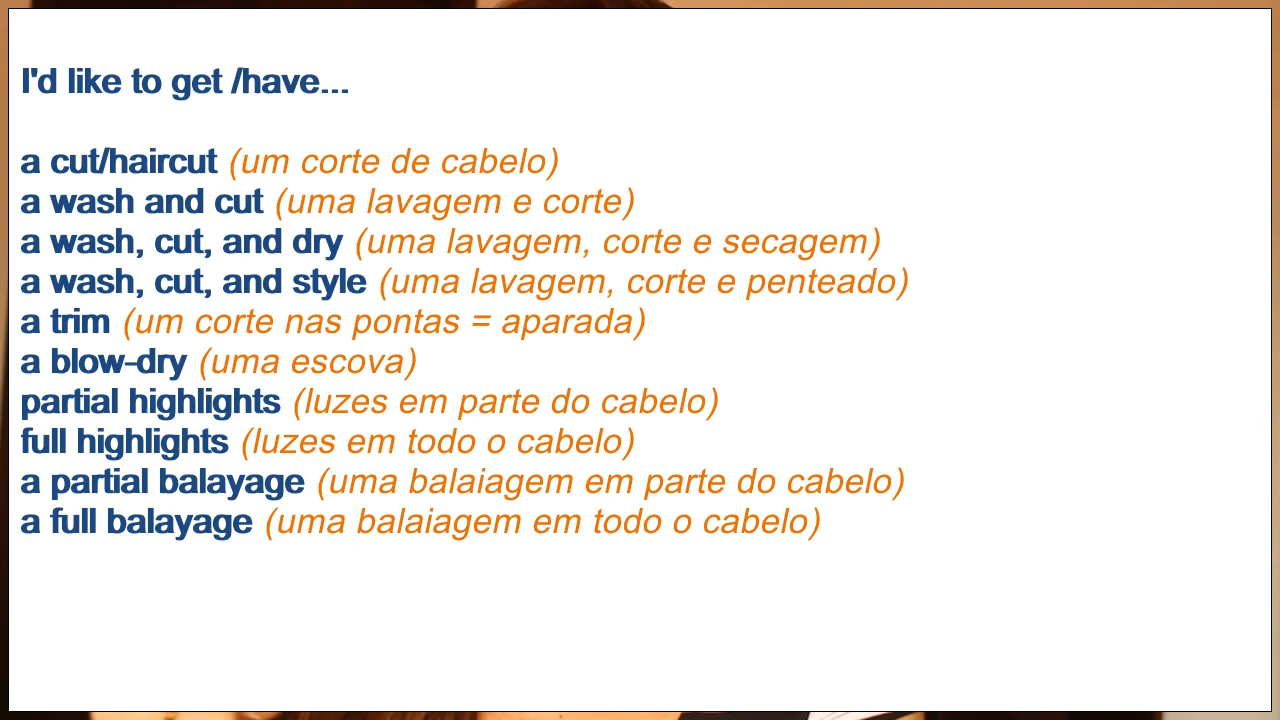 I'd like to get /have...
a cut/haircut (um corte de cabelo)
a wash and cut (uma lavagem e corte)
a wash, cut, and dry (uma lavagem, corte e secagem)
a wash, cut, and style (uma lavagem, corte e penteado)
a trim (um corte nas pontas = aparada)
a blow-dry (uma escova)
partial highlights (luzes em parte do cabelo)
full highlights (luzes em todo o cabelo)
a partial balayage (uma balaiagem em parte do cabelo)
a full balayage (uma balaiagem em todo o cabelo)